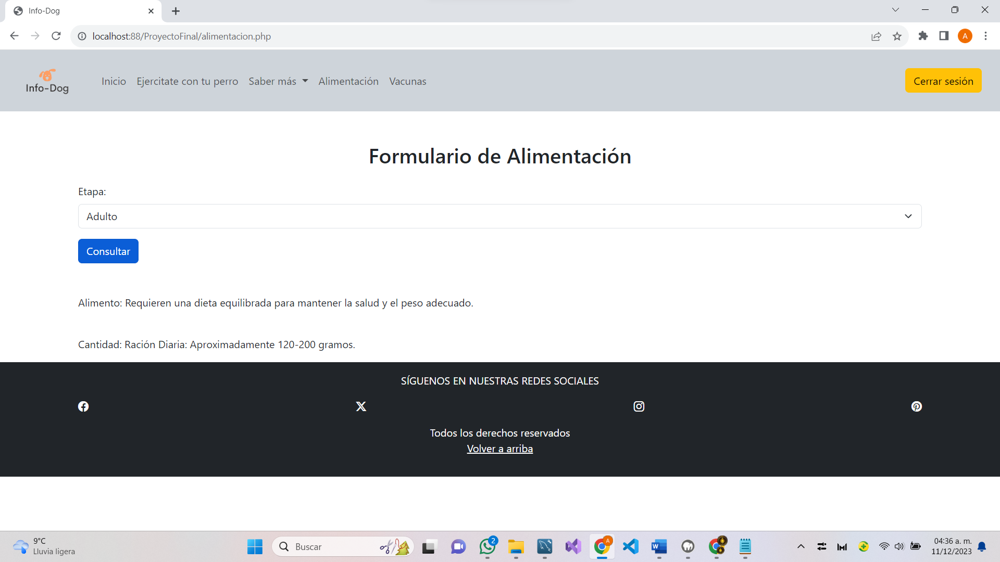 Info-Dog
localhost:88/ProyectoFinal/alimentacion.php
A
Info-Dog
Inicio
Ejercitate con tu perro
Saber más
Alimentación
Vacunas
Cerrar sesión
Formulario de Alimentación
Etapa:
Adulto
Consultar
Alimento: Requieren una dieta equilibrada para mantener la salud y el peso adecuado.
Cantidad: Ración Diaria: Aproximadamente 120-200 gramos.
SÍGUENOS EN NUESTRAS REDES SOCIALES
Todos los derechos reservados
Volver a arriba
9°C
Lluvia ligera
Buscar
2
A
W
04:36 a. m.
11/12/2023